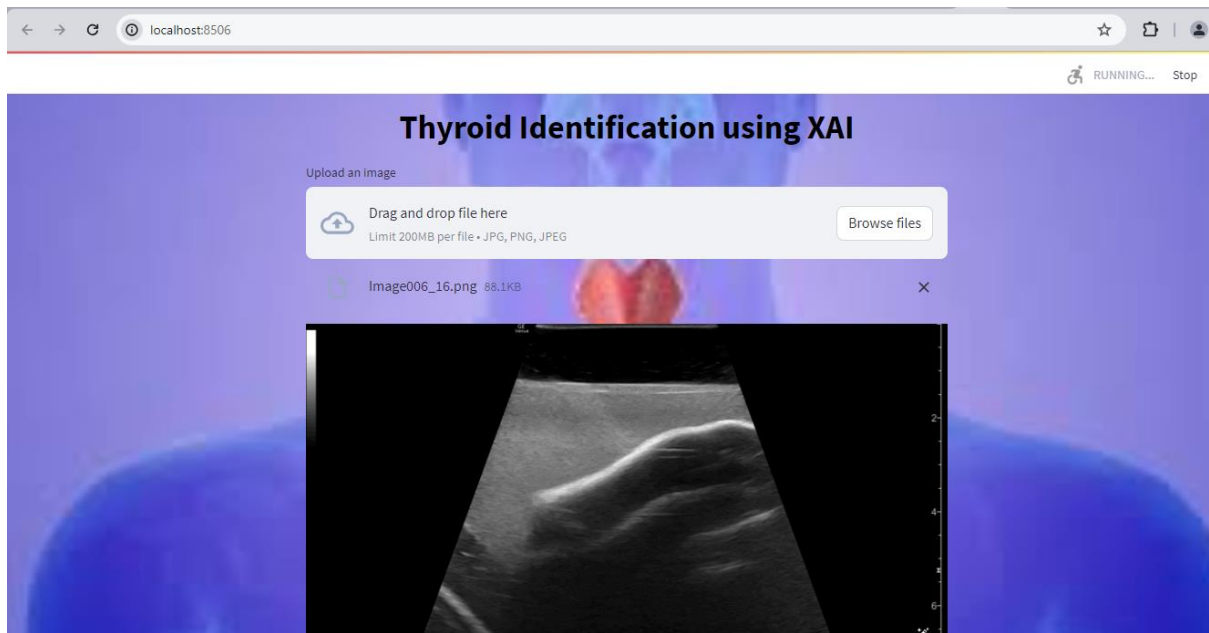 localhost:8506
RUNNING... Stop
Thyroid Identification using XAI
Upload an image
Drag and drop file here
Limit 200MB per file • JPG, PNG, JPEG
Browse files
Image006_16.png 88.1KB
GE
2
4
6